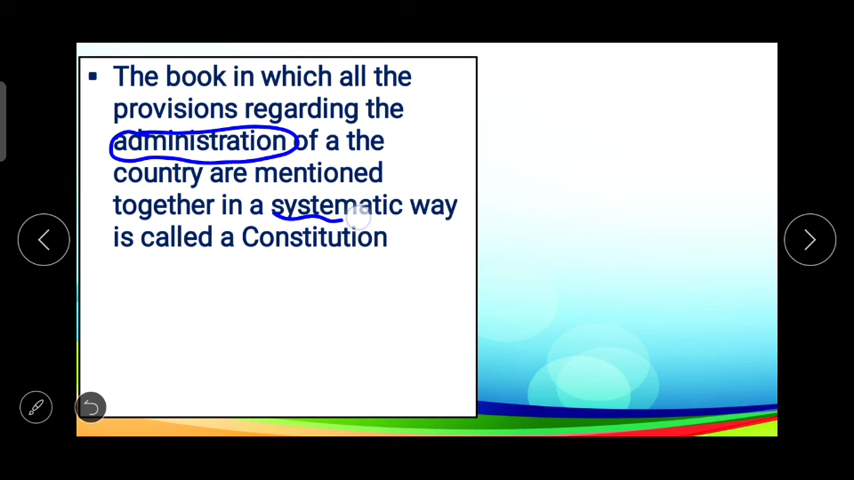 The book in which all the
provisions regarding the
administration of a the
country are mentioned
together in a systematic way
is called a Constitution